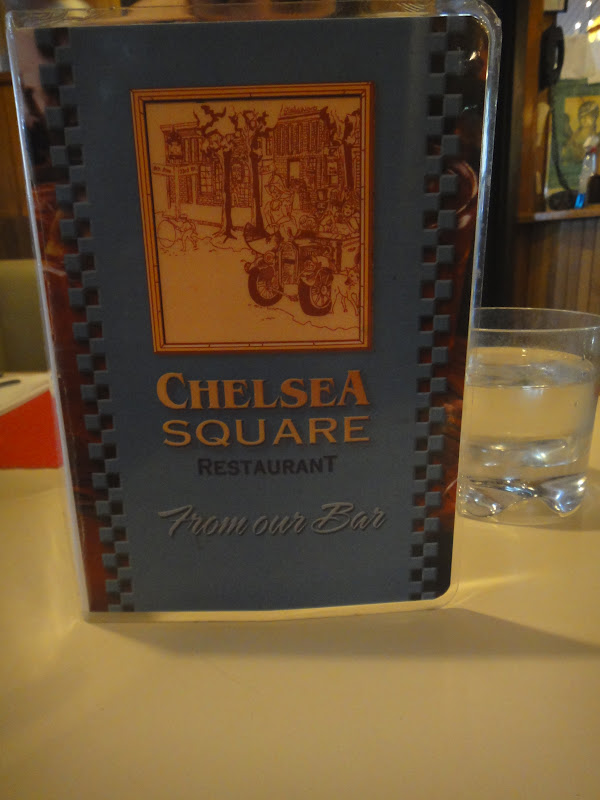 CHELSEA
SQUARE
RESTAURANT
From our Bar